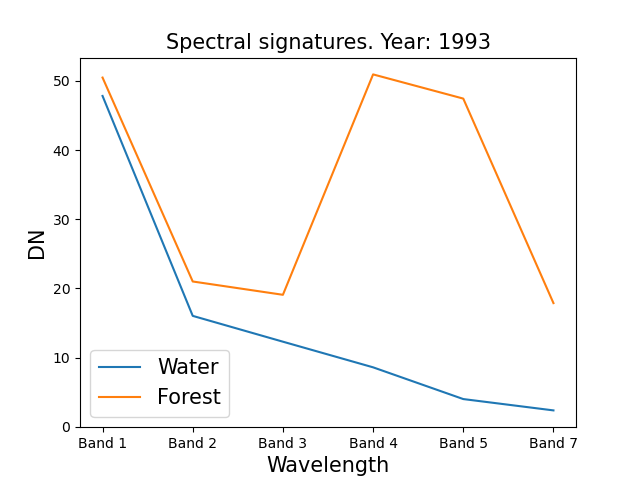 Spectral signatures. Year: 1993
DN
50
40
30
20
10
0
Water
Forest
Band 1 Band 2 Band 3 Band 4 Band 5 Band 7
Wavelength